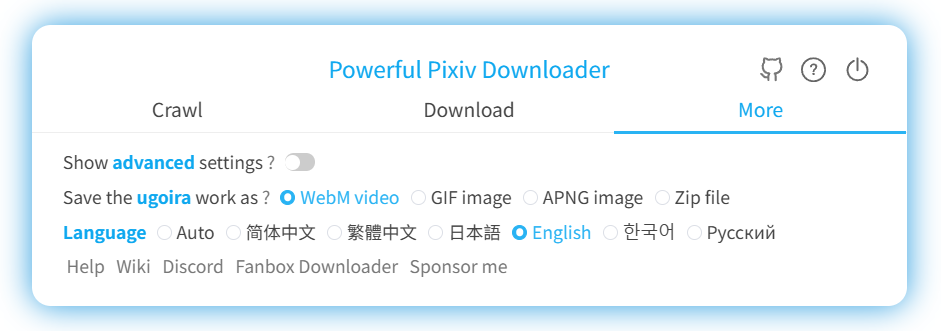 Powerful Pixiv Downloader
Crawl Download More
Show advanced settings ?
Save the ugoira work as ? WebM video GIF image APNG image Zip file
Language Auto 简体中文 繁體中文 日本語 English 한국어 Русский
Help Wiki Discord Fanbox Downloader Sponsor me